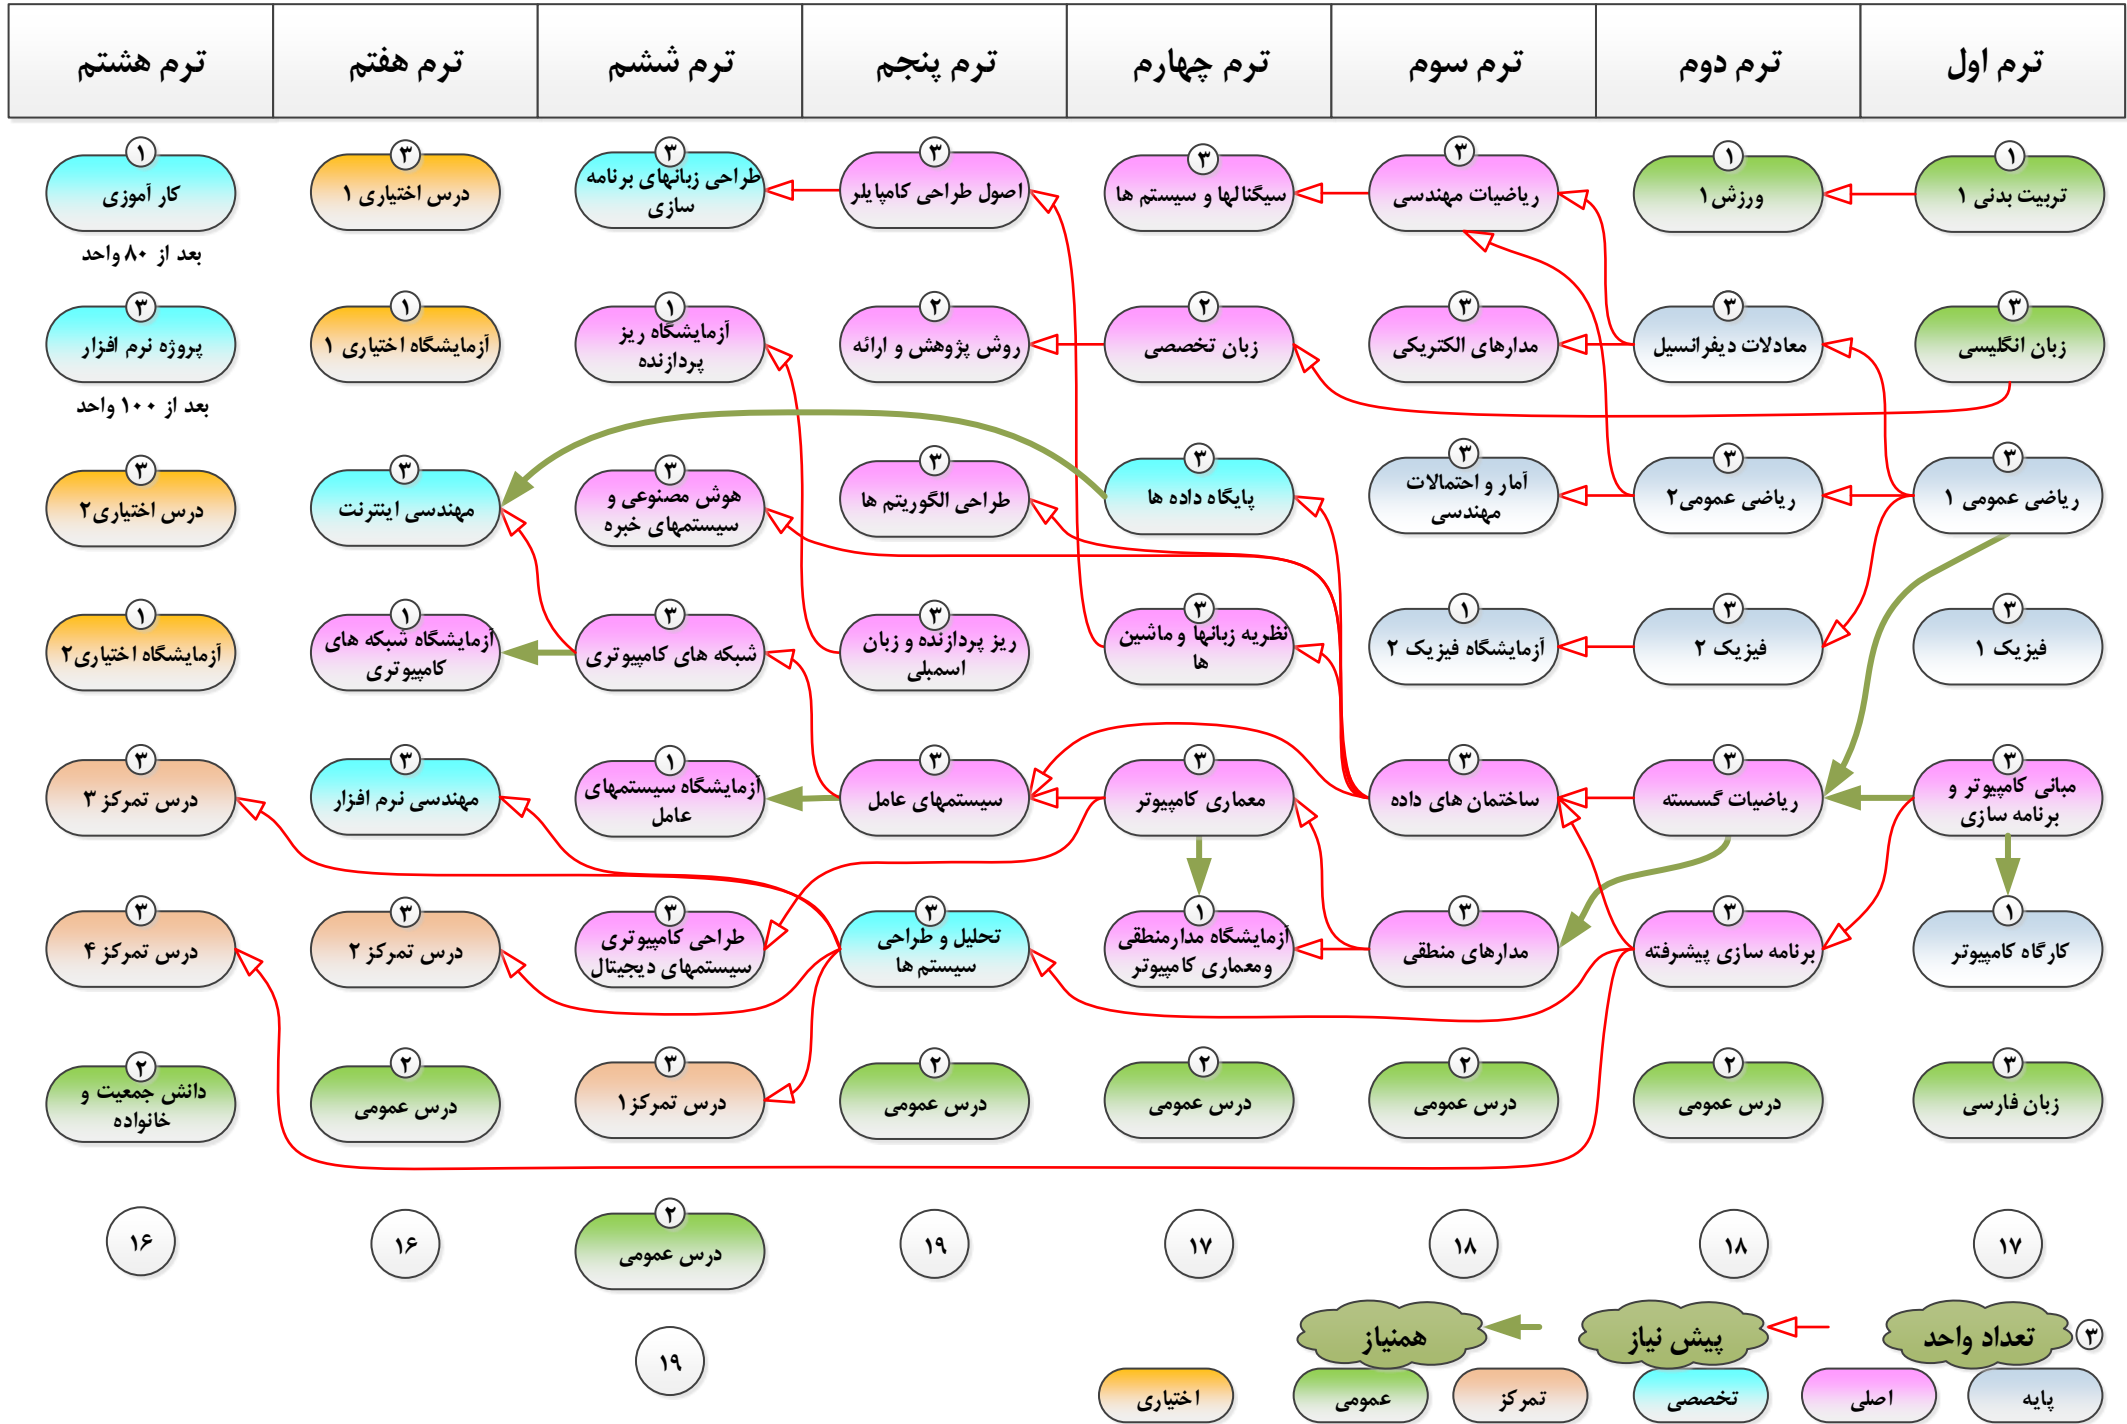 ترم اول
ترم دوم
ترم سوم
ترم چهارم
ترم پنجم
ترم ششم
ترم هفتم
ترم هشتم
۱
تربیت بدنی ۱
۱
ورزش۱
۳
ریاضیات مهندسی
۳
سیگنالها و سیستم ها
۳
اصول طراحی کامپایلر
۳
طراحی زبانهای برنامه
سازی
۳
درس اختیاری ۱
۱
کار آموزی
بعد از ۸۰ واحد
۳
زبان انگلیسی
۳
معادلات دیفرانسیل
۳
مدارهای الکتریکی
۲
زبان تخصصی
۲
روش پژوهش و ارائه
۱
آزمایشگاه ریز
پردازنده
۱
آزمایشگاه اختیاری ۱
۳
پروژه نرم افزار
بعد از ۱۰۰ واحد
۳
ریاضی عمومی ۱
۳
ریاضی عمومی۲
۳
آمار و احتمالات
مهندسی
۳
پایگاه داده ها
۳
طراحی الگوریتم ها
۳
هوش مصنوعی و
سیستمهای خبره
۳
مهندسی اینترنت
۳
درس اختیاری۲
۳
فیزیک ۱
۳
فیزیک ۲
۱
آزمایشگاه فیزیک ۲
۳
نظریه زبانها و ماشین
ها
۳
ریز پردازنده و زبان
اسمبلی
۳
شبکه های کامپیوتری
۱
آزمایشگاه شبکه های
کامپیوتری
۱
آزمایشگاه اختیاری۲
۳
مبانی کامپیوتر و
برنامه سازی
۳
ریاضیات گسسته
۳
ساختمان های داده
۳
معماری کامپیوتر
۳
سیستمهای عامل
۱
آزمایشگاه سیستمهای
عامل
۳
مهندسی نرم افزار
۳
درس تمرکز ۳
۱
کارگاه کامپیوتر
۳
برنامه سازی پیشرفته
۳
مدارهای منطقی
۱
آزمایشگاه مدارمنطقی
ومعماری کامپیوتر
۳
تحلیل و طراحی
سیستم ها
۳
طراحی کامپیوتری
سیستمهای دیجیتال
۳
درس تمرکز ۲
۳
درس تمرکز ۴
۳
زبان فارسی
۲
درس عمومی
۲
درس عمومی
۲
درس عمومی
۲
درس عمومی
۳
درس تمرکز۱
۲
درس عمومی
۲
دانش جمعیت و
خانواده
۲
درس عمومی
۱۷
۱۸
۱۸
۱۷
۱۹
۱۹
۱۶
۱۶
۳
تعداد واحد
پیش نیاز
همنیاز
پایه
اصلی
تخصصی
تمرکز
عمومی
اختیاری